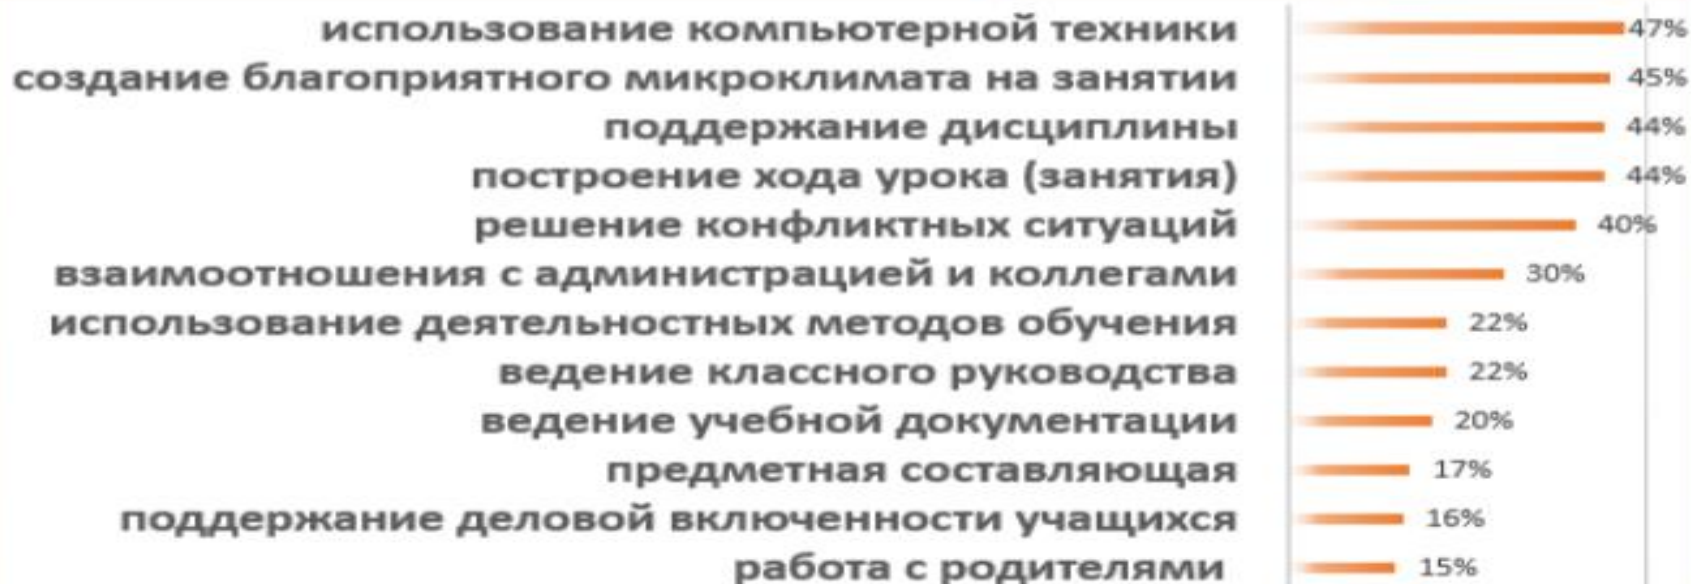 использование компьютерной техники 47%
создание благоприятного микроклимата на занятии 45%
поддержание дисциплины 44%
построение хода урока (занятия) 44%
решение конфликтных ситуаций 40%
взаимоотношения с администрацией и коллегами 30%
использование деятельностных методов обучения 22%
ведение классного руководства 22%
ведение учебной документации 20%
предметная составляющая 17%
поддержание деловой включенности учащихся 16%
работа с родителями 15%